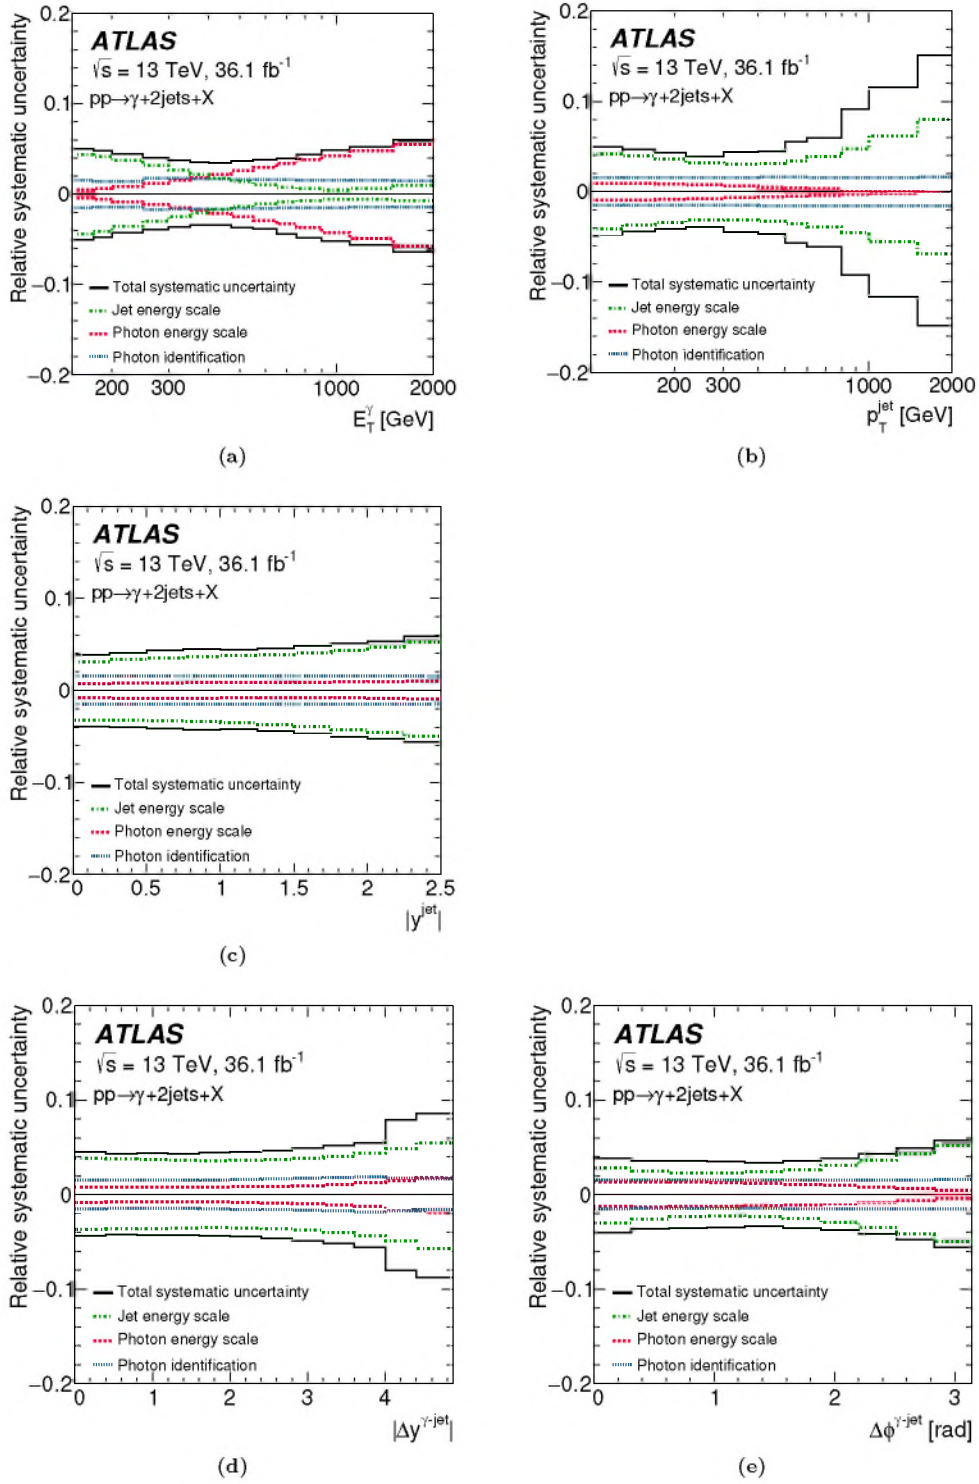 Relative systematic uncertainty
0.2
0.1
0
−0.1
−0.2
ATLAS
√s = 13 TeV, 36.1 fb-1
pp→γ+2jets+X
Total systematic uncertainty
Jet energy scale
Photon energy scale
Photon identification
200 300 1000 2000
ETγ [GeV]
(a)
Relative systematic uncertainty
0.2
0.1
0
−0.1
−0.2
ATLAS
√s = 13 TeV, 36.1 fb-1
pp→γ+2jets+X
Total systematic uncertainty
Jet energy scale
Photon energy scale
Photon identification
200 300 1000 2000
pTjet [GeV]
(b)
Relative systematic uncertainty
0.2
0.1
0
−0.1
−0.2
ATLAS
√s = 13 TeV, 36.1 fb-1
pp→γ+2jets+X
Total systematic uncertainty
Jet energy scale
Photon energy scale
Photon identification
0 0.5 1 1.5 2 2.5
|yjet|
(c)
Relative systematic uncertainty
0.2
0.1
0
−0.1
−0.2
ATLAS
√s = 13 TeV, 36.1 fb-1
pp→γ+2jets+X
Total systematic uncertainty
Jet energy scale
Photon energy scale
Photon identification
0 1 2 3 4
|Δyγ-jet|
(d)
Relative systematic uncertainty
0.2
0.1
0
−0.1
−0.2
ATLAS
√s = 13 TeV, 36.1 fb-1
pp→γ+2jets+X
Total systematic uncertainty
Jet energy scale
Photon energy scale
Photon identification
0 1 2 3
Δϕγ-jet [rad]
(e)